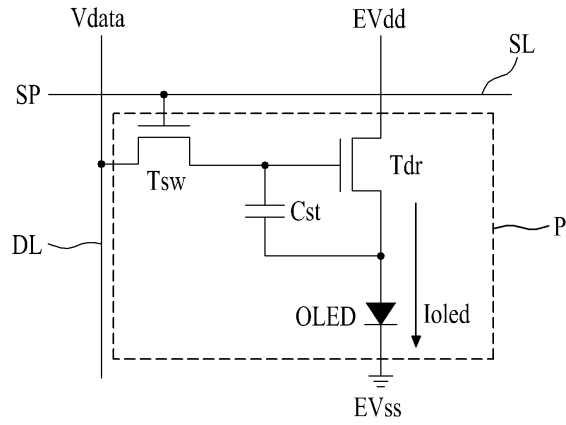 Vdata
EVdd
SL
SP
Tsw
Tdr
Cst
P
DL
OLED
Ioled
EVss